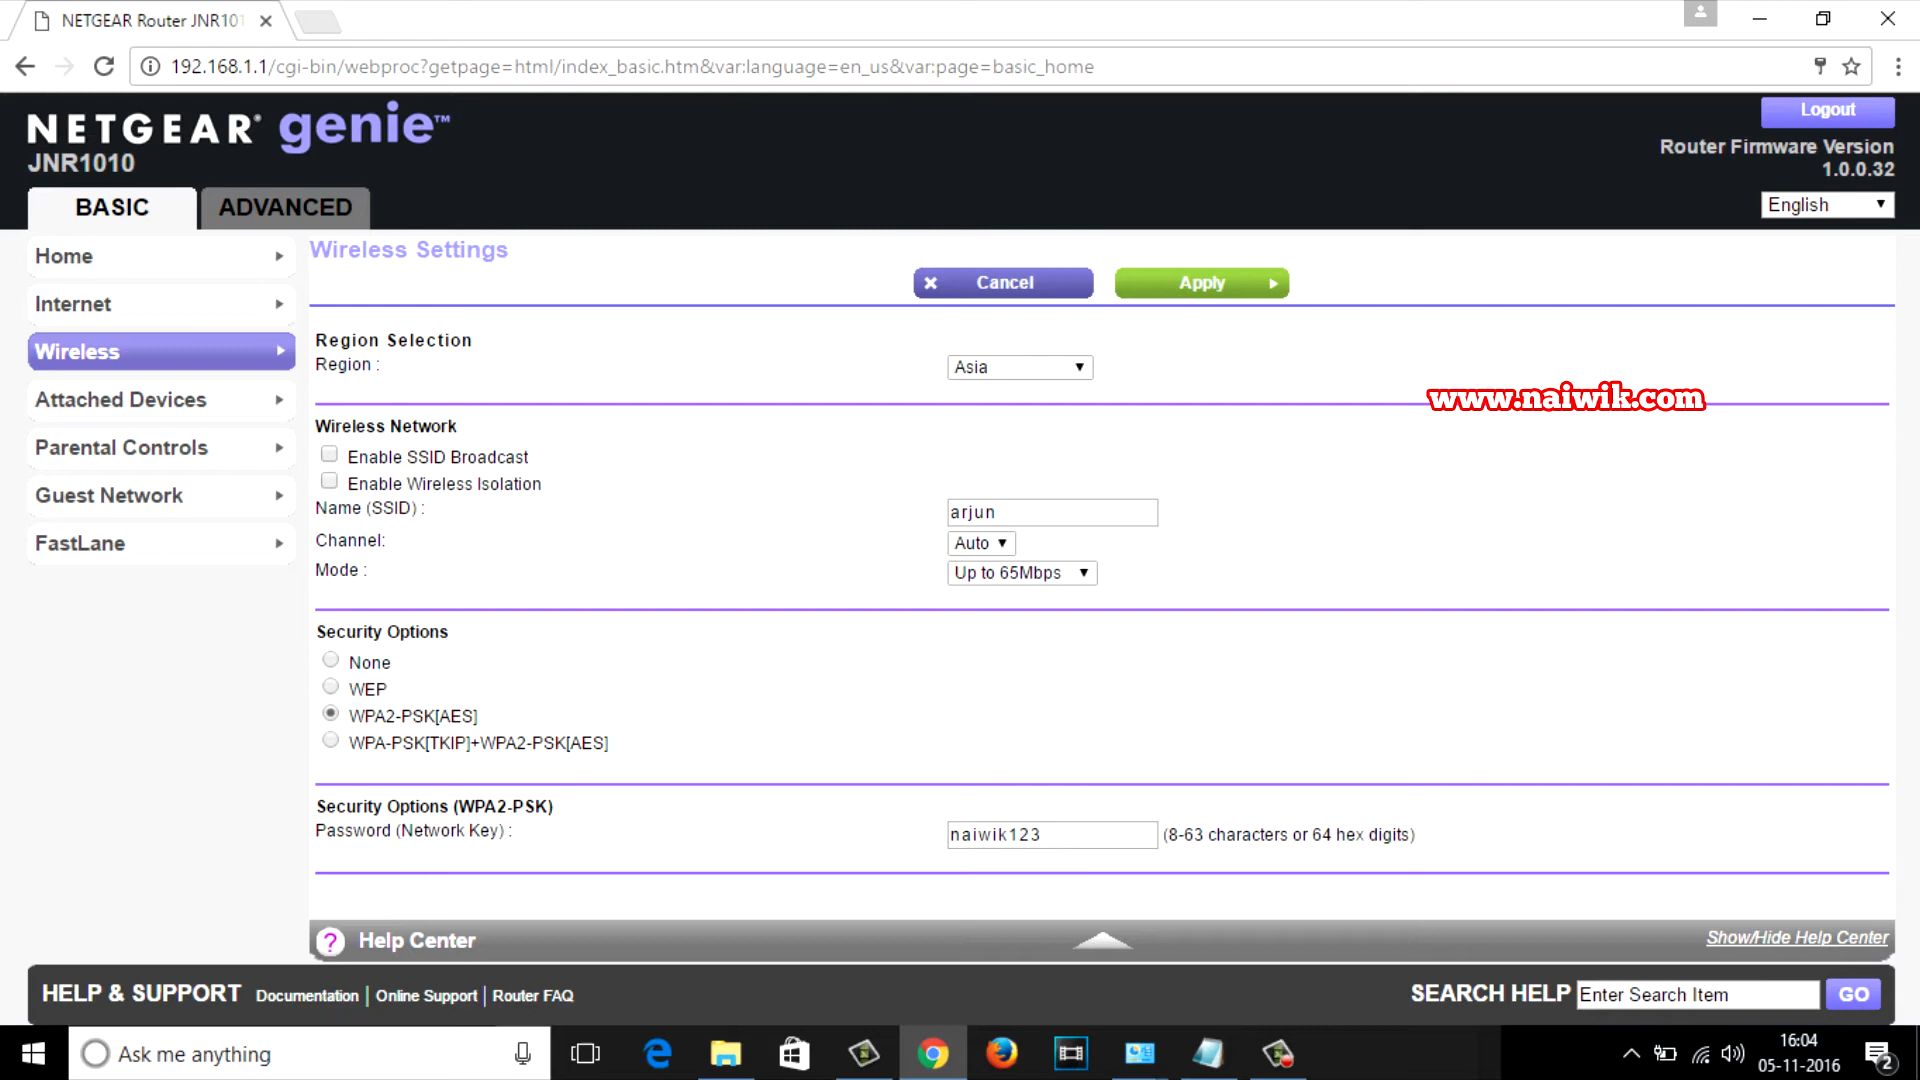 NETGEAR Router JNR101
192.168.1.1/cgi-bin/webproc?getpage=html/index_basic.htm&var:language=en_us&var:page=basic_home
NETGEAR® genie™
JNR1010
Logout
Router Firmware Version
1.0.0.32
BASIC
ADVANCED
English
Home
Internet
Wireless
Attached Devices
Parental Controls
Guest Network
FastLane
Wireless Settings
Cancel
Apply
Region Selection
Region :
Asia
www.naiwik.com
Wireless Network
Enable SSID Broadcast
Enable Wireless Isolation
Name (SSID) :
arjun
Channel:
Auto
Mode :
Up to 65Mbps
Security Options
None
WEP
WPA2-PSK[AES]
WPA-PSK[TKIP]+WPA2-PSK[AES]
Security Options (WPA2-PSK)
Password (Network Key) :
naiwik123
(8-63 characters or 64 hex digits)
? Help Center
Show/Hide Help Center
HELP & SUPPORT Documentation | Online Support | Router FAQ
SEARCH HELP
Enter Search Item
GO
Ask me anything
16:04
05-11-2016
2